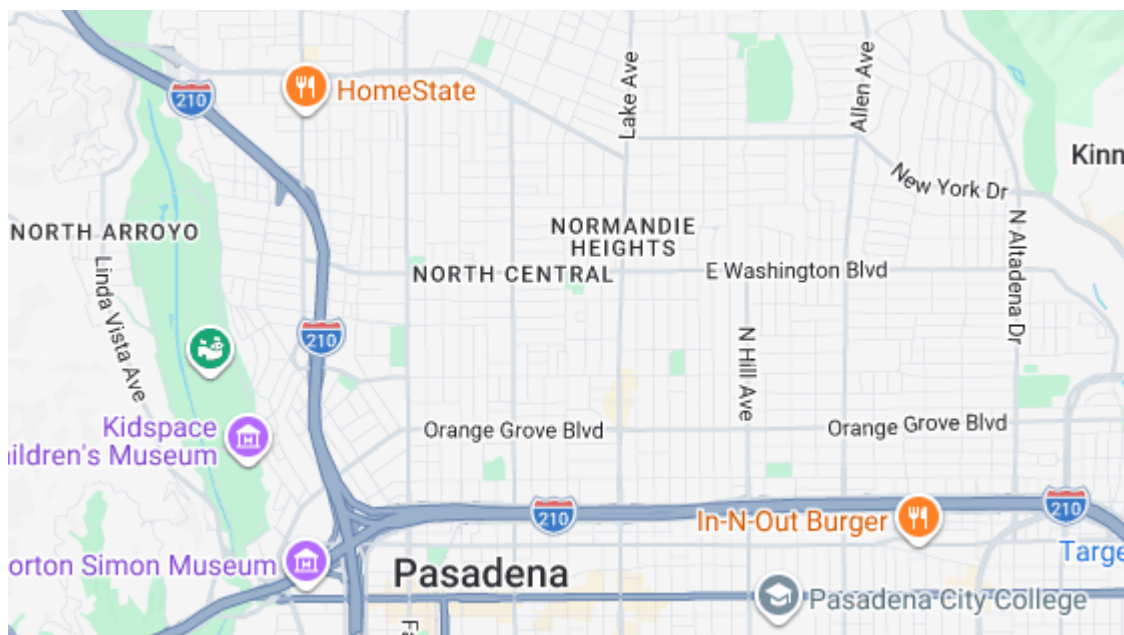 210
HomeState
Lake Ave
Allen Ave
Kinn
New York Dr
NORTH ARROYO
NORMANDIE
HEIGHTS
N Altadena Dr
Linda Vista Ave
NORTH CENTRAL
E Washington Blvd
210
N Hill Ave
Kidspace
ildren's Museum
Orange Grove Blvd
Orange Grove Blvd
210
In-N-Out Burger
210
orton Simon Museum
Pasadena
Targe
Pasadena City College
Fa